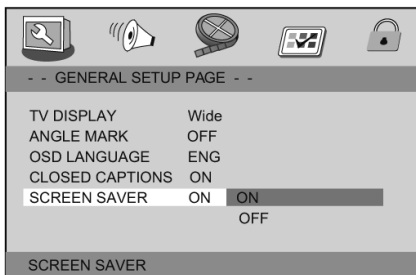 - - GENERAL SETUP PAGE - -
TV DISPLAY Wide
ANGLE MARK OFF
OSD LANGUAGE ENG
CLOSED CAPTIONS ON
SCREEN SAVER ON ON
OFF
SCREEN SAVER